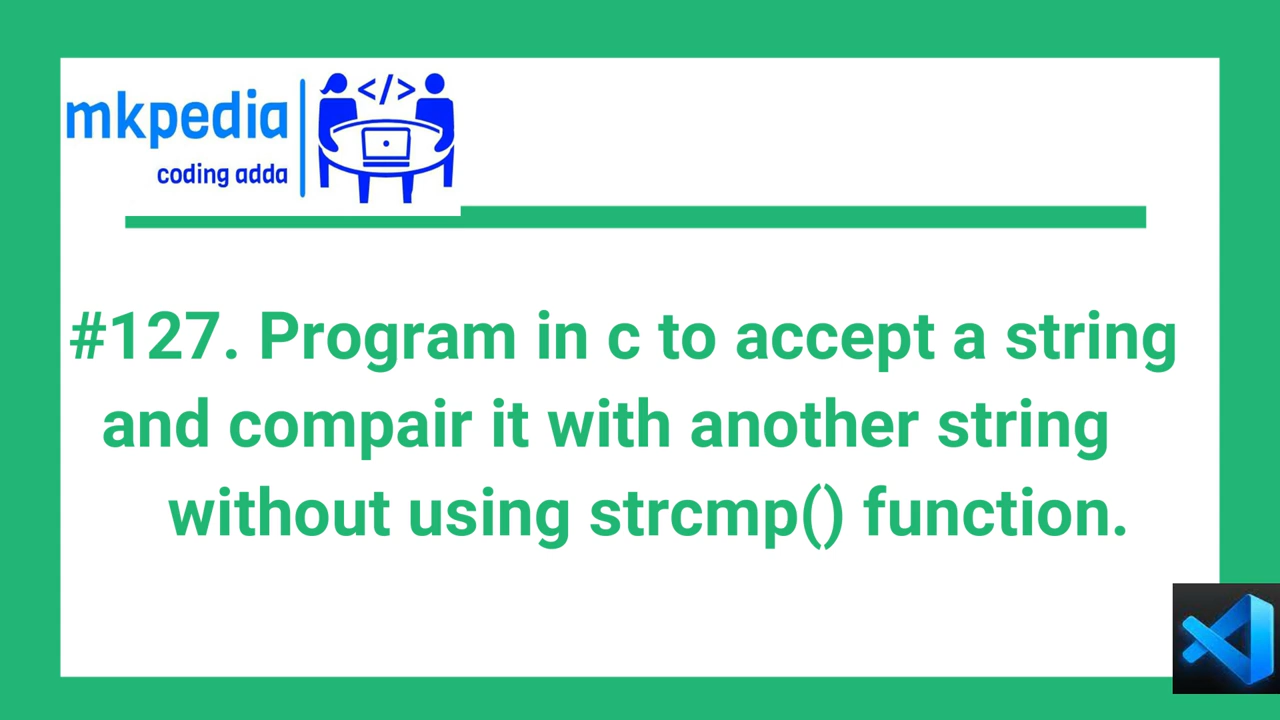 mkpedia
</>
coding adda
#127. Program in c to accept a string
and compair it with another string
without using strcmp() function.